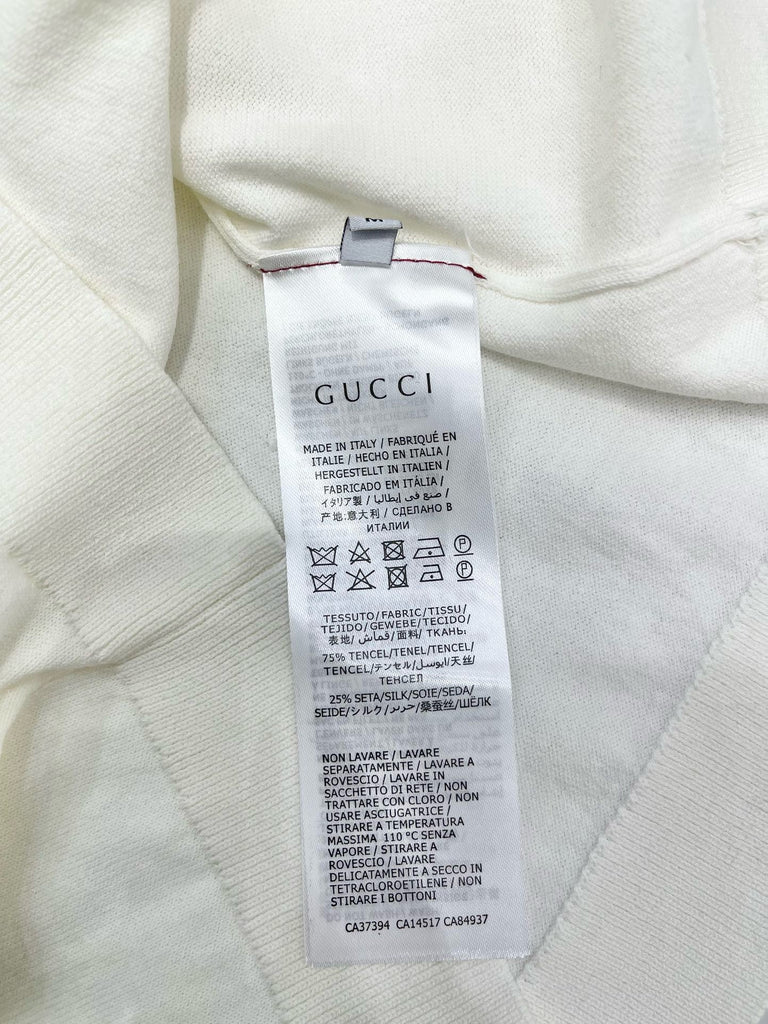 M
GUCCI
MADE IN ITALY / FABRIQUÉ EN
ITALIE / HECHO EN ITALIA /
HERGESTELLT IN ITALIEN /
FABRICADO EM ITÁLIA /
イタリア製 / صنع في إيطاليا /
产地:意大利 / СДЕЛАНО В
ИТАЛИИ
TESSUTO/FABRIC/TISSU/
TEJIDO/GEWEBE/TECIDO/
表地/ قماش/面料/ ТКАНЬ:
75% TENCEL/TENEL/TENCEL/
TENCEL/テンセル/ايوسل/天丝/
ТЕНСЕЛ
25% SETA/SILK/SOIE/SEDA/
SEIDE/シルク/حرير/桑蚕丝/ШЁЛК
NON LAVARE / LAVARE
SEPARATAMENTE / LAVARE A
ROVESCIO / LAVARE IN
SACCHETTO DI RETE / NON
TRATTARE CON CLORO / NON
USARE ASCIUGATRICE /
STIRARE A TEMPERATURA
MASSIMA 110 °C SENZA
VAPORE / STIRARE A
ROVESCIO / LAVARE
DELICATAMENTE A SECCO IN
TETRACLOROETILENE / NON
STIRARE I BOTTONI
CA37394 CA14517 CA84937